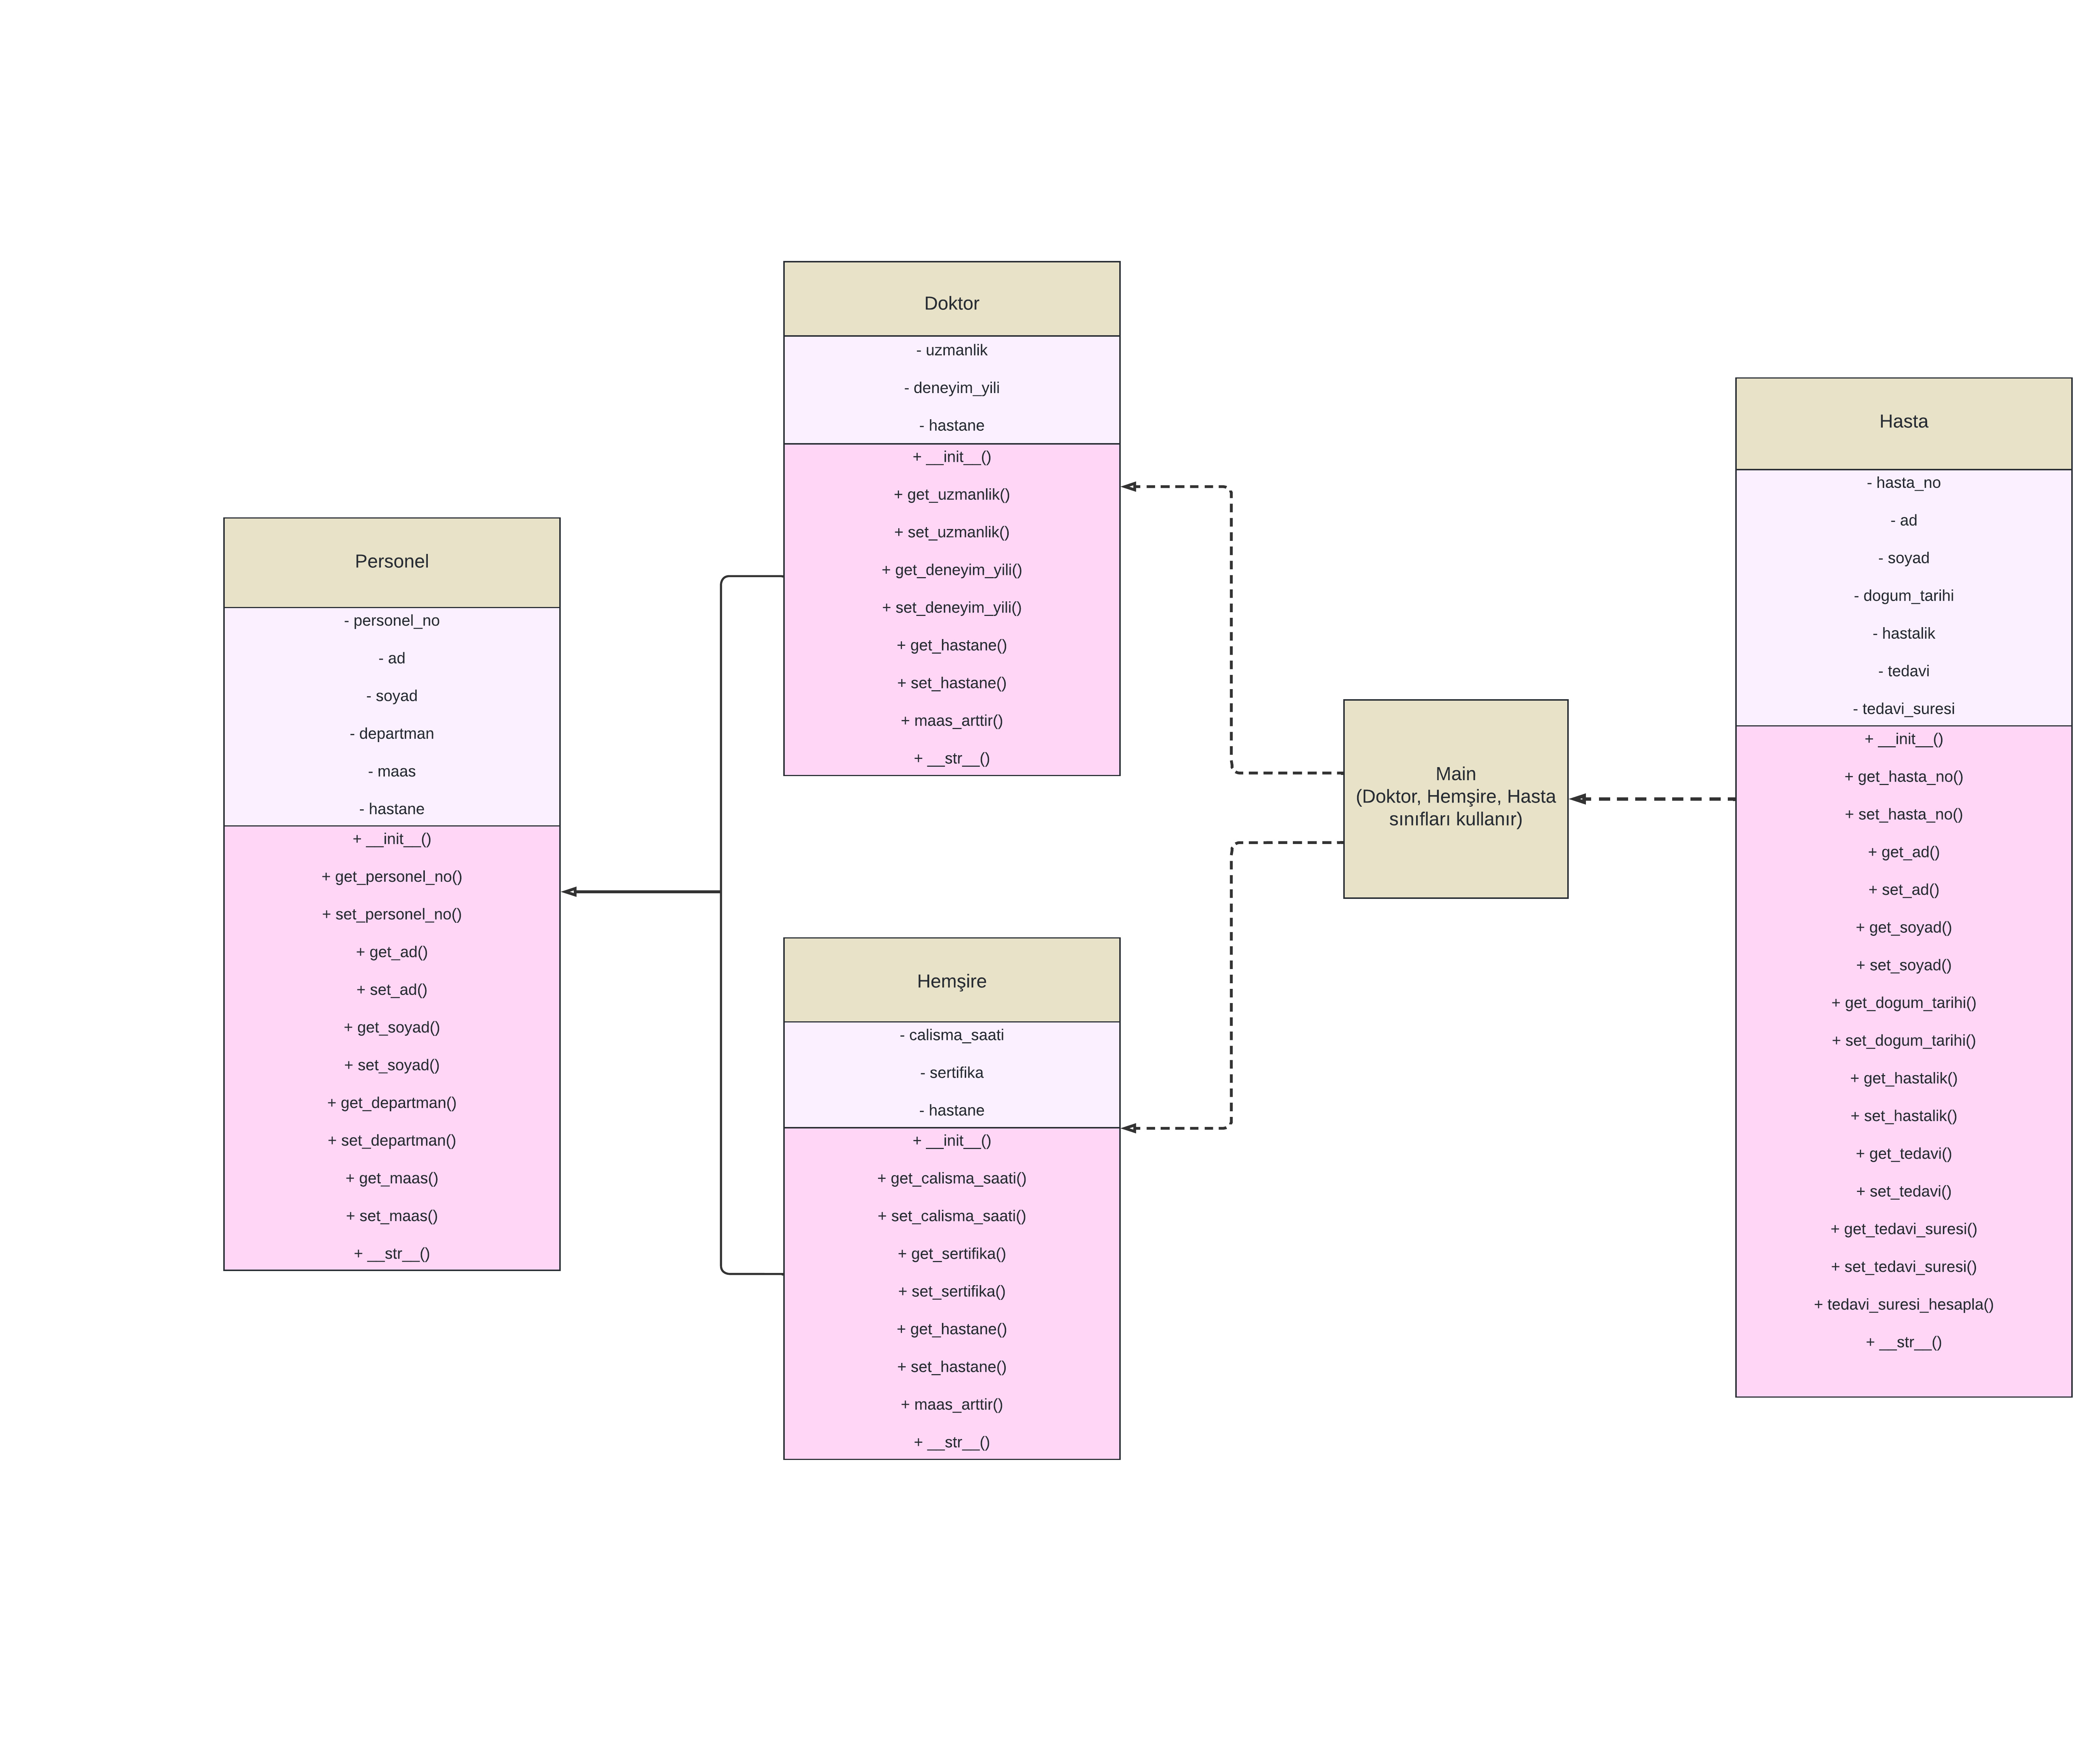 Personel
- personel_no
- ad
- soyad
- departman
- maas
- hastane
+ __init__()
+ get_personel_no()
+ set_personel_no()
+ get_ad()
+ set_ad()
+ get_soyad()
+ set_soyad()
+ get_departman()
+ set_departman()
+ get_maas()
+ set_maas()
+ __str__()
Doktor
- uzmanlik
- deneyim_yili
- hastane
+ __init__()
+ get_uzmanlik()
+ set_uzmanlik()
+ get_deneyim_yili()
+ set_deneyim_yili()
+ get_hastane()
+ set_hastane()
+ maas_arttir()
+ __str__()
Hemşire
- calisma_saati
- sertifika
- hastane
+ __init__()
+ get_calisma_saati()
+ set_calisma_saati()
+ get_sertifika()
+ set_sertifika()
+ get_hastane()
+ set_hastane()
+ maas_arttir()
+ __str__()
Main
(Doktor, Hemşire, Hasta
sınıfları kullanır)
Hasta
- hasta_no
- ad
- soyad
- dogum_tarihi
- hastalik
- tedavi
- tedavi_suresi
+ __init__()
+ get_hasta_no()
+ set_hasta_no()
+ get_ad()
+ set_ad()
+ get_soyad()
+ set_soyad()
+ get_dogum_tarihi()
+ set_dogum_tarihi()
+ get_hastalik()
+ set_hastalik()
+ get_tedavi()
+ set_tedavi()
+ get_tedavi_suresi()
+ set_tedavi_suresi()
+ tedavi_suresi_hesapla()
+ __str__()